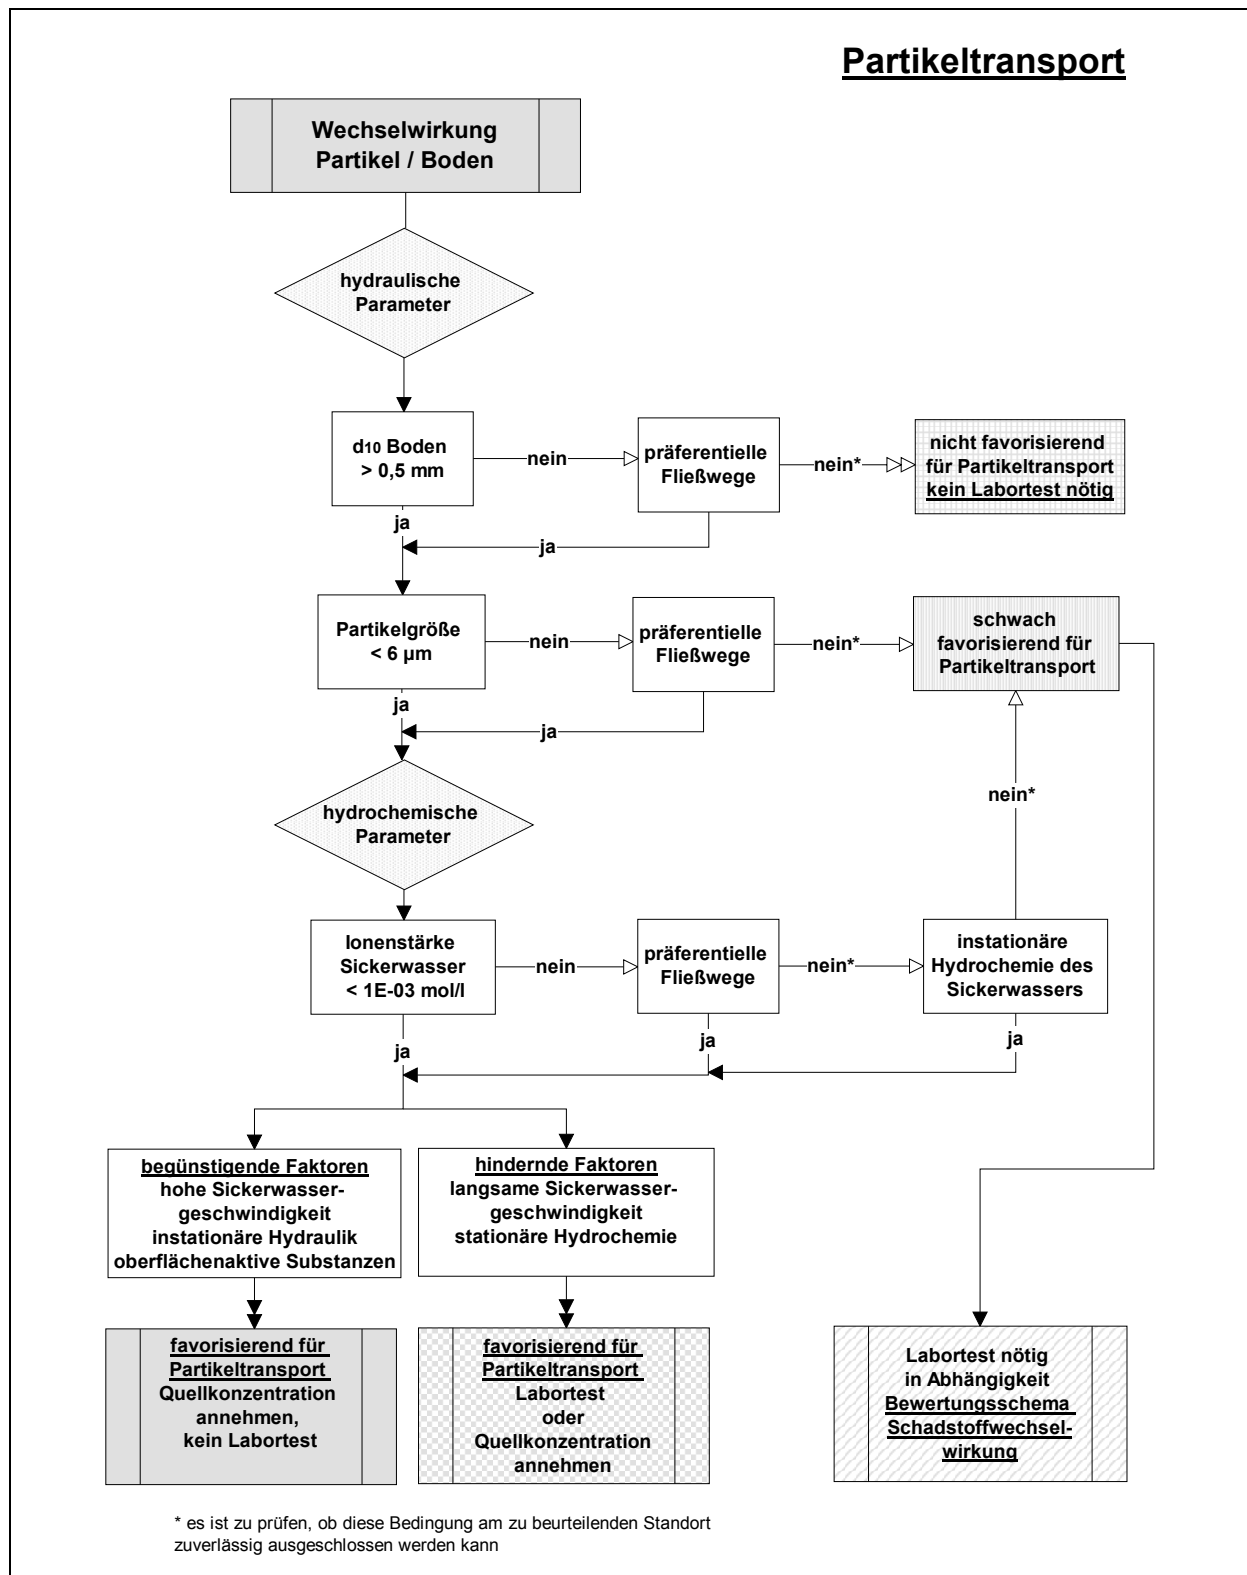 Partikeltransport
Wechselwirkung
Partikel / Boden
hydraulische
Parameter
d10 Boden
> 0,5 mm
nein
präferentielle
Fließwege
nein*
nicht favorisierend
für Partikeltransport
kein Labortest nötig
ja
ja
Partikelgröße
< 6 µm
nein
präferentielle
Fließwege
nein*
schwach
favorisierend für
Partikeltransport
ja
ja
hydrochemische
Parameter
nein*
Ionenstärke
Sickerwasser
< 1E-03 mol/l
nein
präferentielle
Fließwege
nein*
instationäre
Hydrochemie des
Sickerwassers
ja
ja
ja
begünstigende Faktoren
hohe Sickerwasser-
geschwindigkeit
instationäre Hydraulik
oberflächenaktive Substanzen
hindernde Faktoren
langsame Sickerwasser-
geschwindigkeit
stationäre Hydrochemie
favorisierend für
Partikeltransport
Quellkonzentration
annehmen,
kein Labortest
favorisierend für
Partikeltransport
Labortest
oder
Quellkonzentration
annehmen
Labortest nötig
in Abhängigkeit
Bewertungsschema
Schadstoffwechsel-
wirkung
* es ist zu prüfen, ob diese Bedingung am zu beurteilenden Standort
zuverlässig ausgeschlossen werden kann